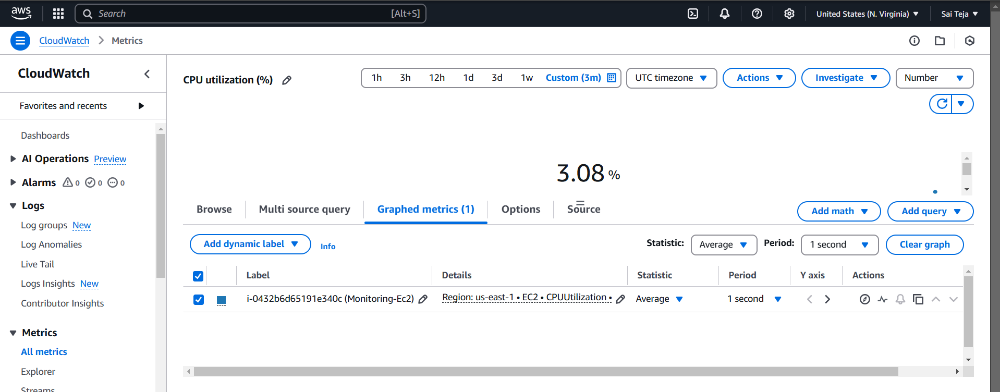 aws
Search [Alt+S]
United States (N. Virginia)
Sai Teja
CloudWatch
Metrics
CloudWatch
Favorites and recents
Dashboards
AI Operations Preview
Alarms 0 0 0
Logs
Log groups New
Log Anomalies
Live Tail
Logs Insights New
Contributor Insights
Metrics
All metrics
Explorer
Streams
CPU utilization (%)
1h 3h 12h 1d 3d 1w Custom (3m)
UTC timezone
Actions
Investigate
Number
3.08 %
Browse
Multi source query
Graphed metrics (1)
Options
Source
Add math
Add query
Add dynamic label
Info
Statistic: Average
Period: 1 second
Clear graph
Label Details Statistic Period Y axis Actions
i-0432b6d65191e340c (Monitoring-Ec2) Region: us-east-1 • EC2 • CPUUtilization • Average 1 second